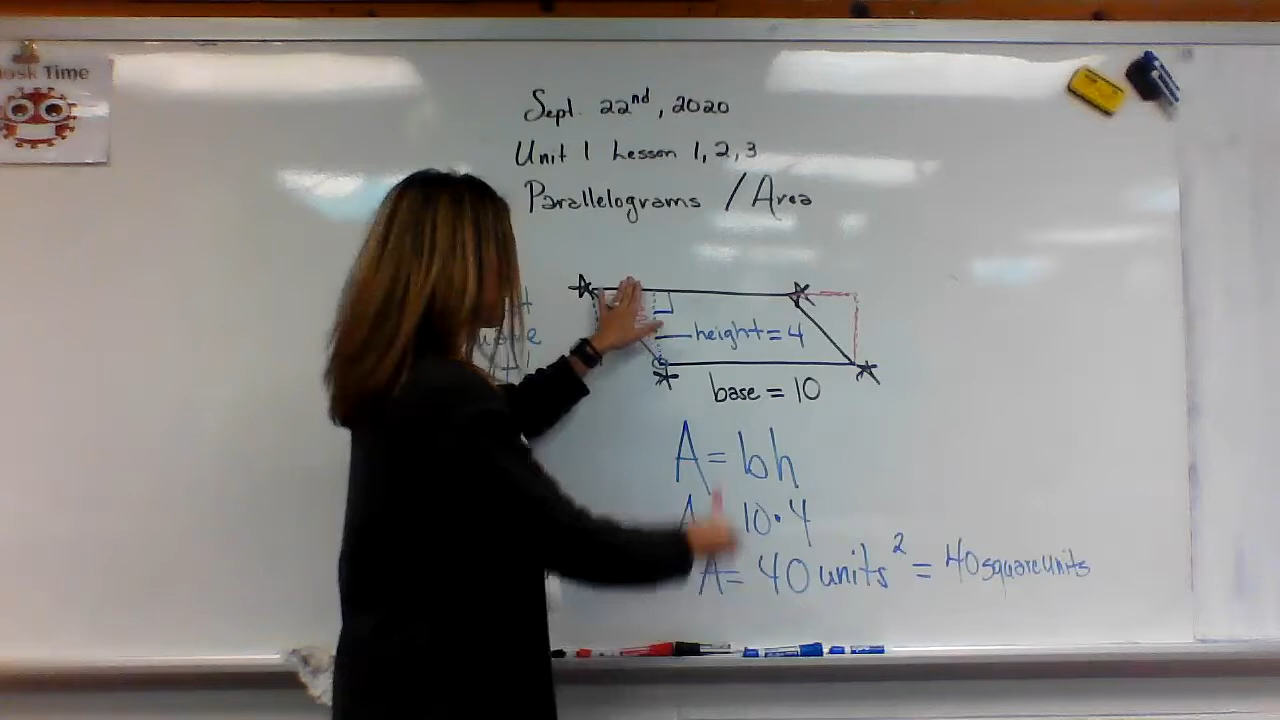 Time
Sept. 22nd, 2020
Unit 1 Lesson 1, 2, 3
Parallelograms / Area
height = 4
base = 10
A = bh
A 10 · 4
A = 40 units² = 40 square units